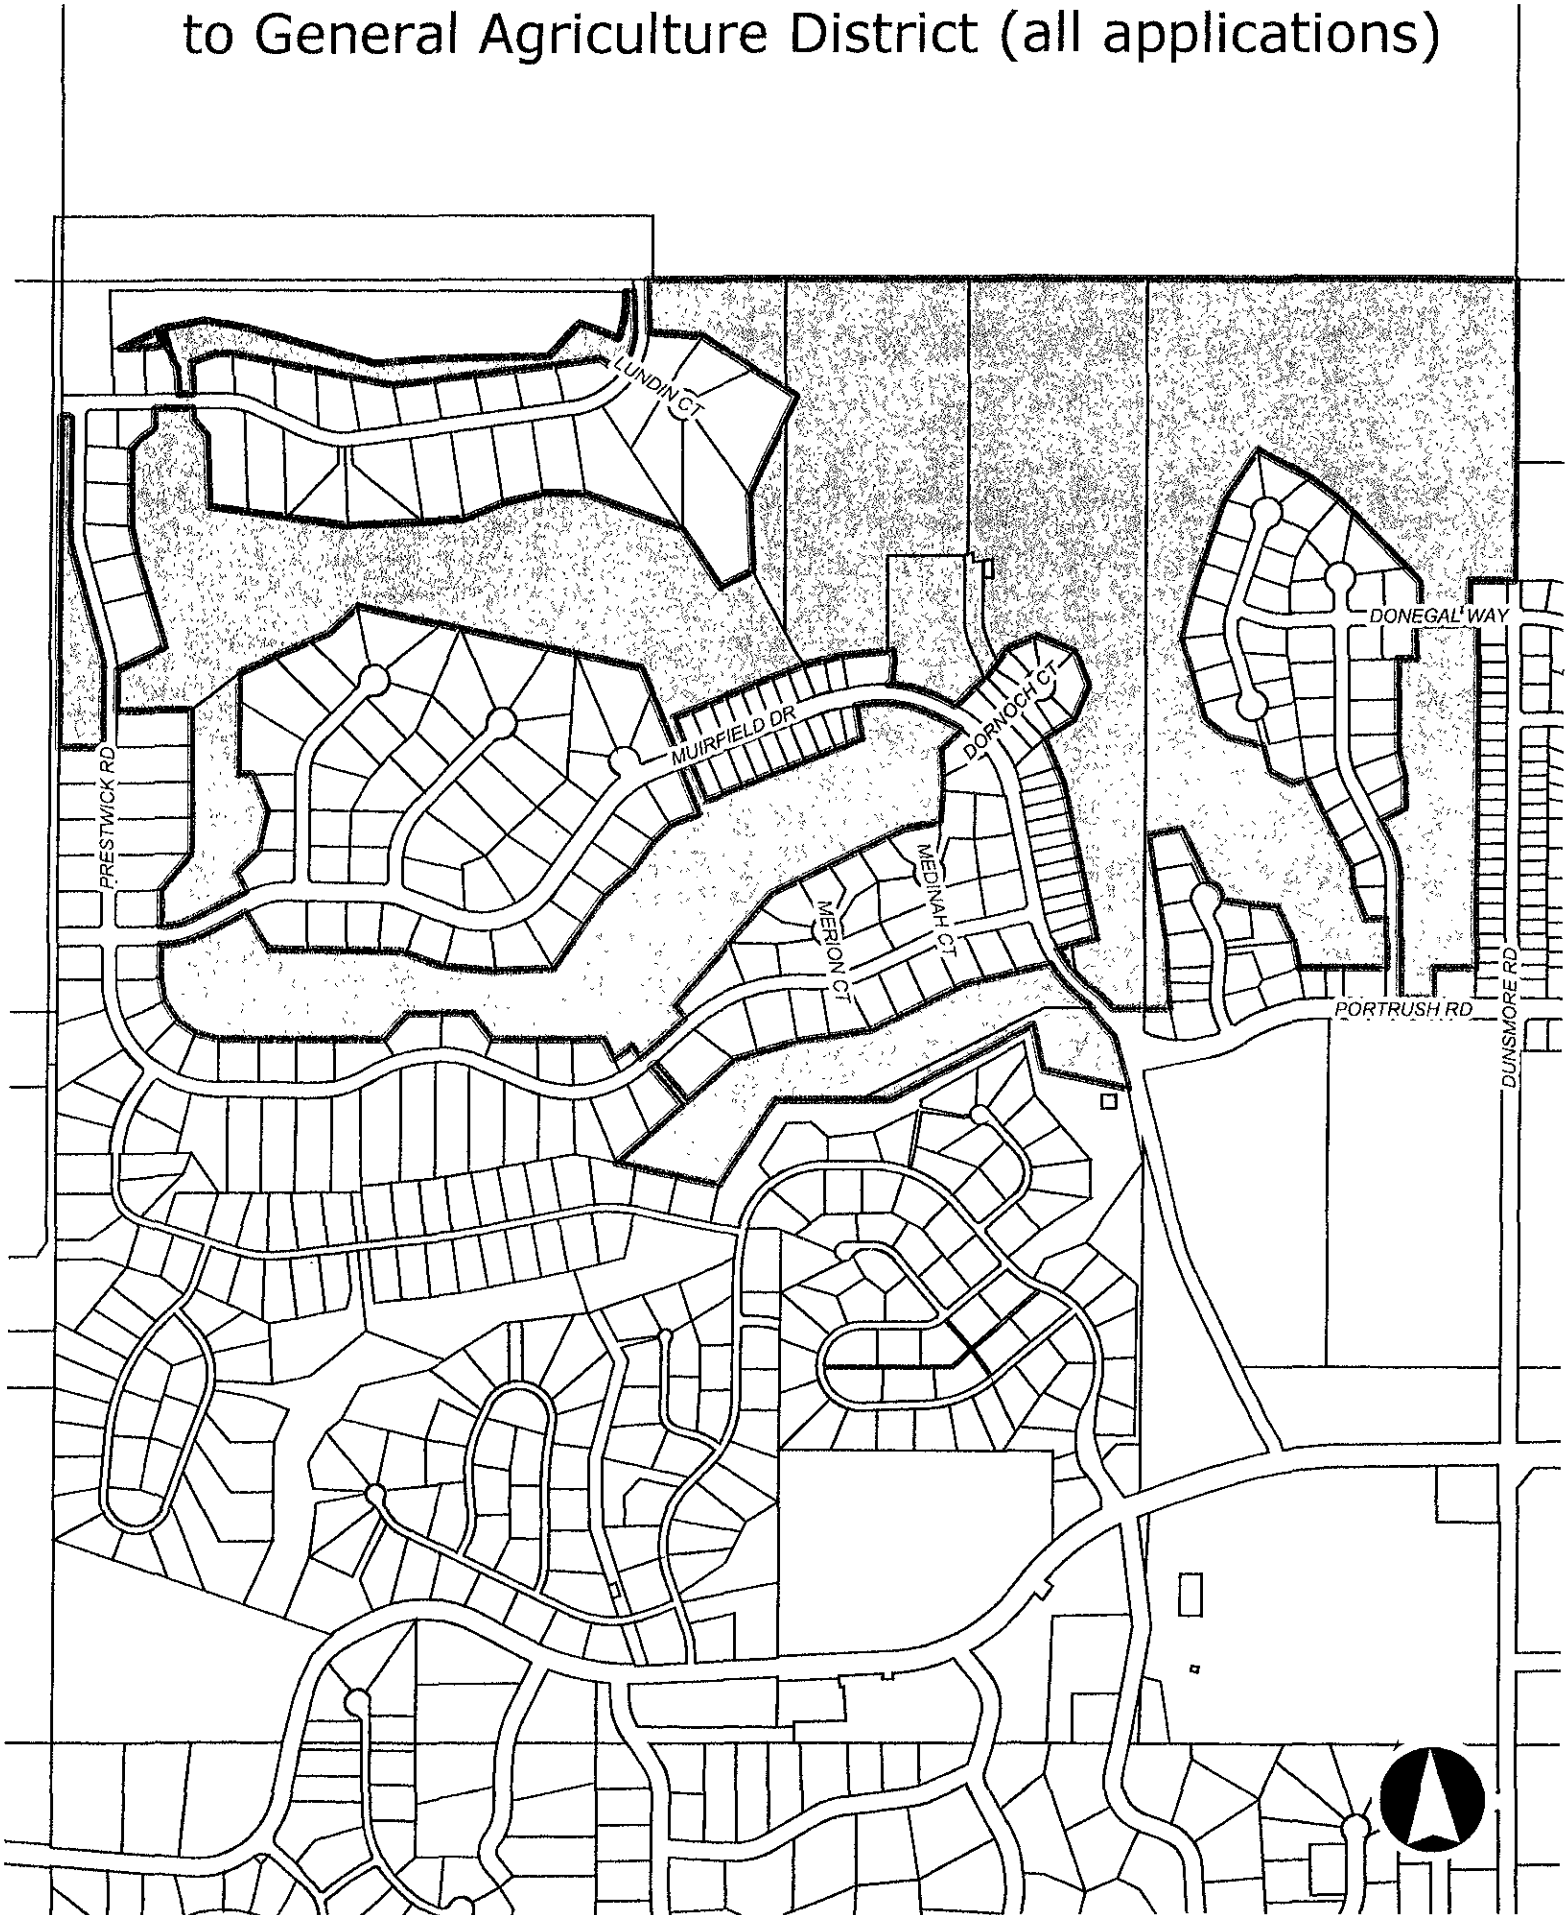 to General Agriculture District (all applications)
LUNDIN CT
DONEGAL WAY
MUIRFIELD DR
DORNOCH CT
PRESTWICK RD
MEDINAH CT
MERION CT
PORTRUSH RD
DUNSMORE RD